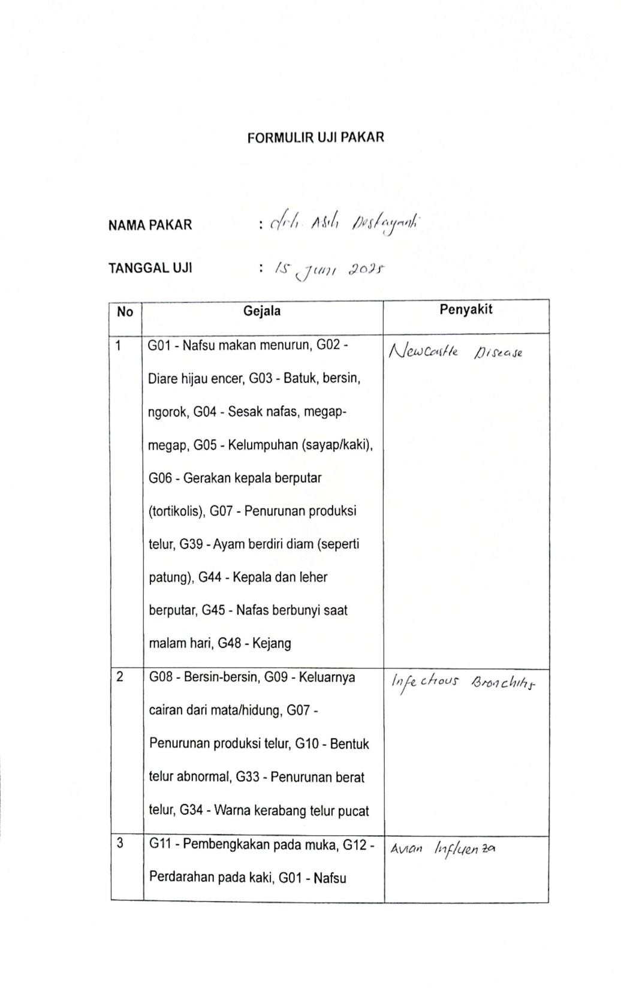 FORMULIR UJI PAKAR
NAMA PAKAR : drh. Asih Destayanti
TANGGAL UJI : 15 Juni 2025
No Gejala Penyakit
1 G01 - Nafsu makan menurun, G02 - Newcastle Disease
Diare hijau encer, G03 - Batuk, bersin,
ngorok, G04 - Sesak nafas, megap-
megap, G05 - Kelumpuhan (sayap/kaki),
G06 - Gerakan kepala berputar
(tortikolis), G07 - Penurunan produksi
telur, G39 - Ayam berdiri diam (seperti
patung), G44 - Kepala dan leher
berputar, G45 - Nafas berbunyi saat
malam hari, G48 - Kejang
2 G08 - Bersin-bersin, G09 - Keluarnya Infectious Bronchitis
cairan dari mata/hidung, G07 -
Penurunan produksi telur, G10 - Bentuk
telur abnormal, G33 - Penurunan berat
telur, G34 - Warna kerabang telur pucat
3 G11 - Pembengkakan pada muka, G12 - Avian Influenza
Perdarahan pada kaki, G01 - Nafsu